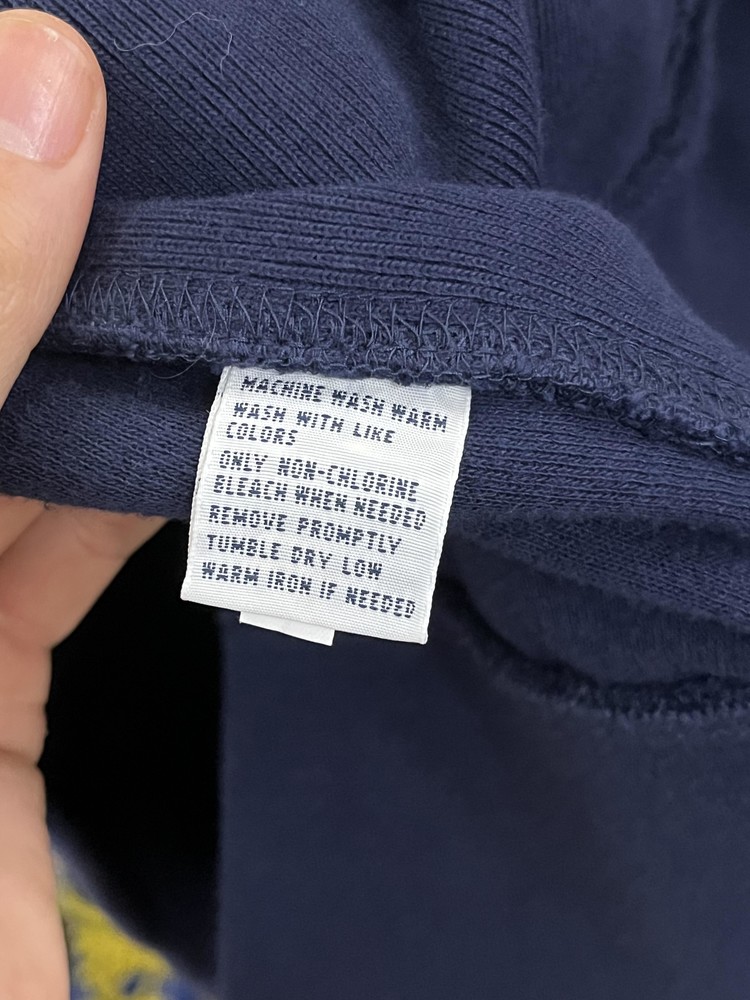 MACHINE WASH WARM
WASH WITH LIKE
COLORS
ONLY NON-CHLORINE
BLEACH WHEN NEEDED
REMOVE PROMPTLY
TUMBLE DRY LOW
WARM IRON IF NEEDED